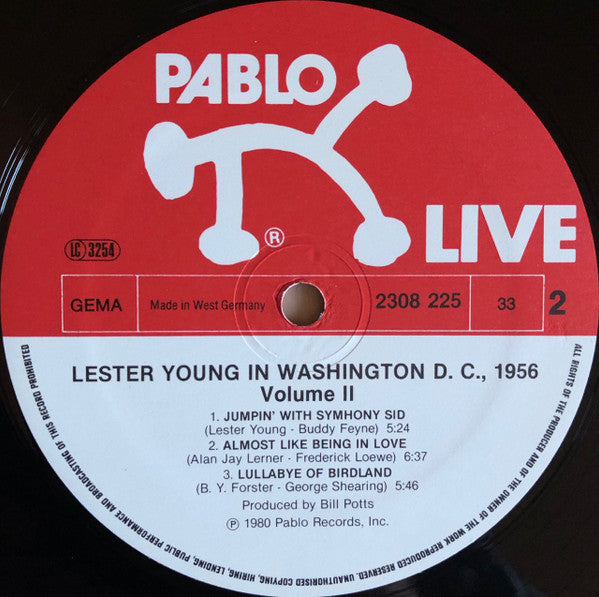 PABLO
LIVE
®
LC 3254
GEMA Made in West Germany 2308 225 33 2
LESTER YOUNG IN WASHINGTON D. C., 1956
Volume II
1. JUMPIN' WITH SYMHONY SID
(Lester Young - Buddy Feyne) 5:24
2. ALMOST LIKE BEING IN LOVE
(Alan Jay Lerner - Frederick Loewe) 6:37
3. LULLABYE OF BIRDLAND
(B. Y. Forster - George Shearing) 5:46
Produced by Bill Potts
℗ 1980 Pablo Records, Inc.
ALL RIGHTS OF THE PRODUCER AND OF THE OWNER OF THE WORK REPRODUCED RESERVED. UNAUTHORISED COPYING, HIRING, LENDING, PUBLIC PERFORMANCE AND BROADCASTING OF THIS RECORD PROHIBITED